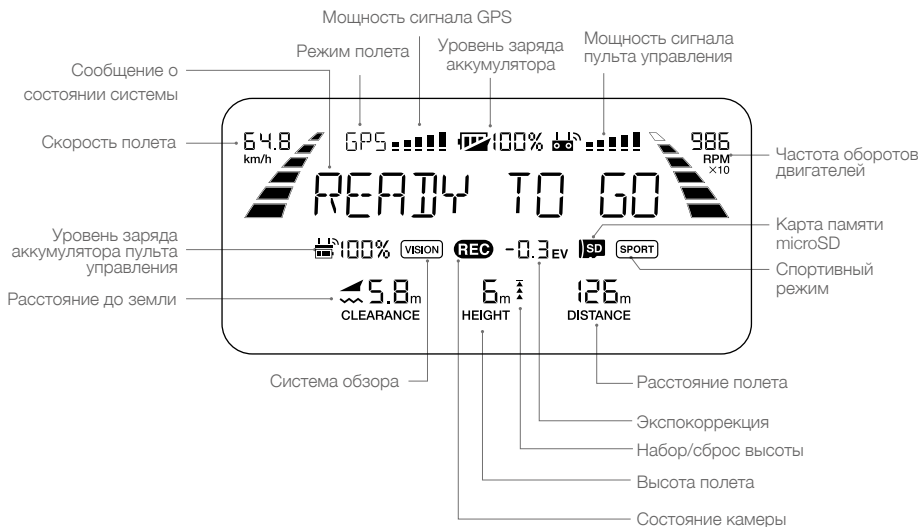 Мощность сигнала GPS
Режим полета
Уровень заряда
аккумулятора
Мощность сигнала
пульта управления
Сообщение о
состоянии системы
Скорость полета
64.8
km/h
GPS
100%
986
RPM
×10
Частота оборотов
двигателей
READY TO GO
Уровень заряда
аккумулятора пульта
управления
100%
VISION
REC
-0.3 EV
SD
SPORT
Карта памяти
microSD
Спортивный
режим
Расстояние до земли
5.8m
CLEARANCE
6m
HEIGHT
126m
DISTANCE
Система обзора
Расстояние полета
Экспокоррекция
Набор/сброс высоты
Высота полета
Состояние камеры